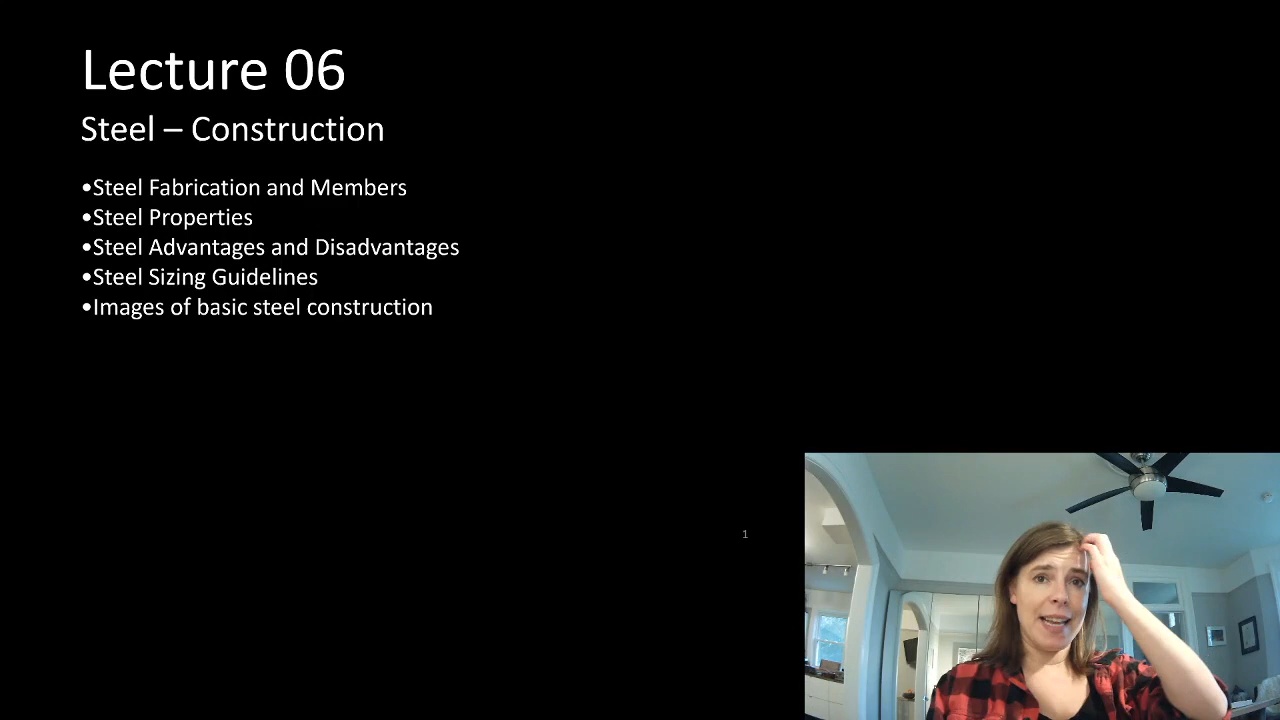 Lecture 06
Steel – Construction
•Steel Fabrication and Members
•Steel Properties
•Steel Advantages and Disadvantages
•Steel Sizing Guidelines
•Images of basic steel construction
1